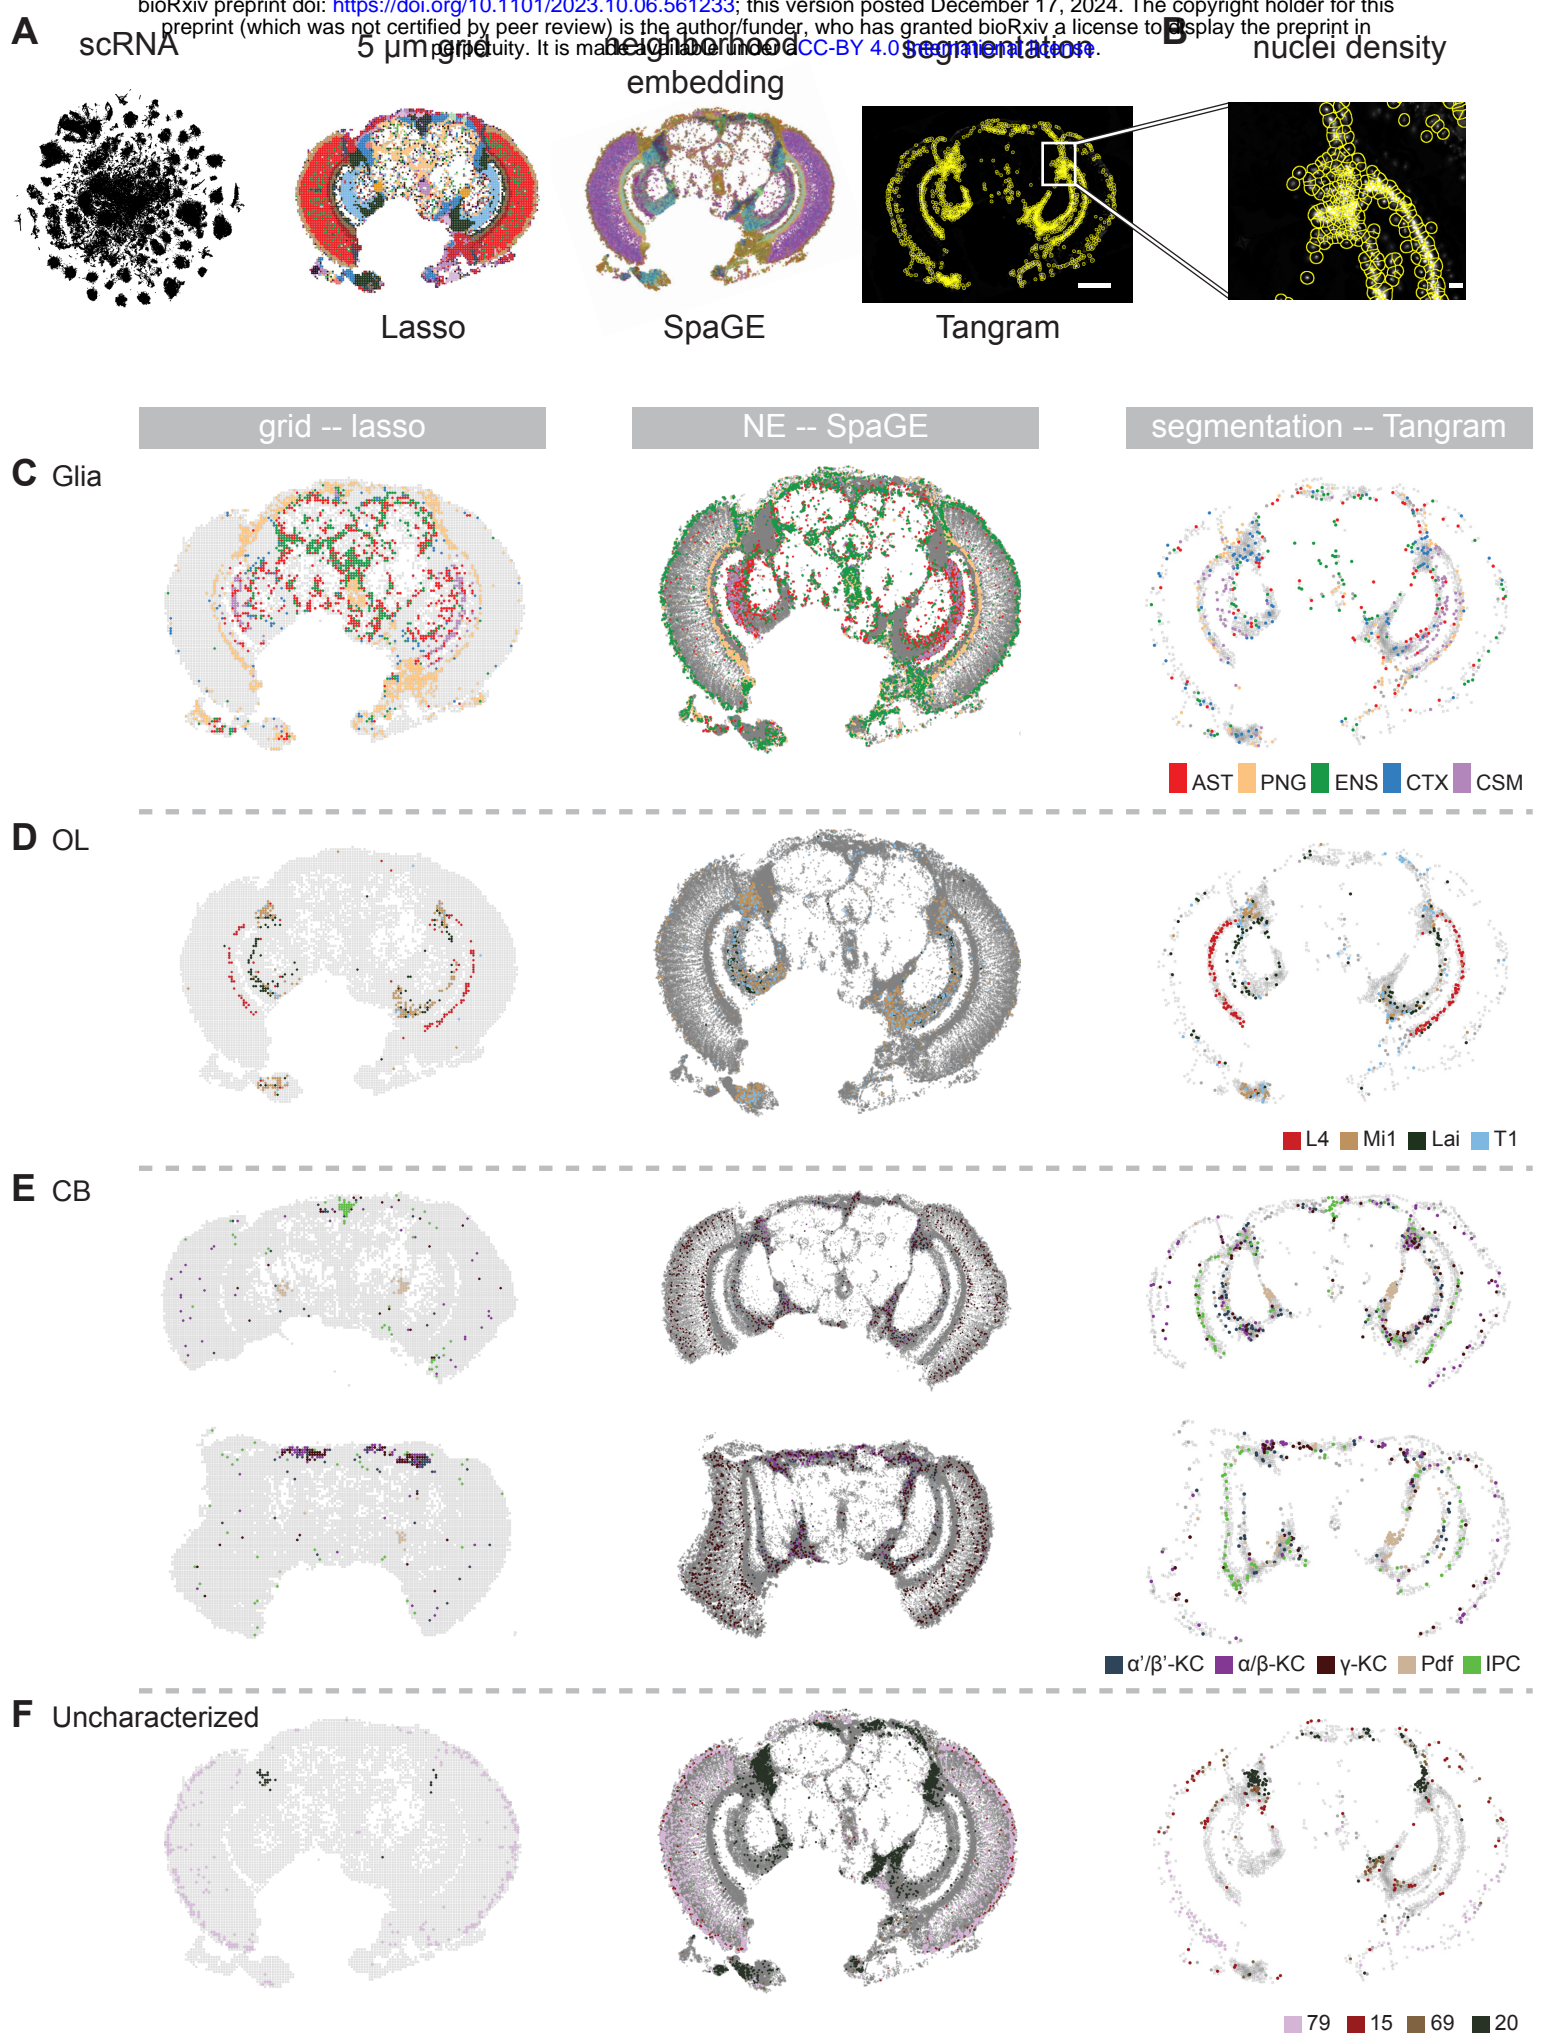 bioRxiv preprint doi: https://doi.org/10.1101/2023.10.06.561233; this version posted December 17, 2024. The copyright holder for this
preprint (which was not certified by peer review) is the author/funder, who has granted bioRxiv a license to display the preprint in
perpetuity. It is made available under aCC-BY 4.0 International license.
A
scRNA
5 µm grid
neighborhood
embedding
segmentation
B
nuclei density
Lasso
SpaGE
Tangram
grid -- lasso
NE -- SpaGE
segmentation -- Tangram
C Glia
AST PNG ENS CTX CSM
D OL
L4 Mi1 Lai T1
E CB
α'/β'-KC α/β-KC γ-KC Pdf IPC
F Uncharacterized
79 15 69 20